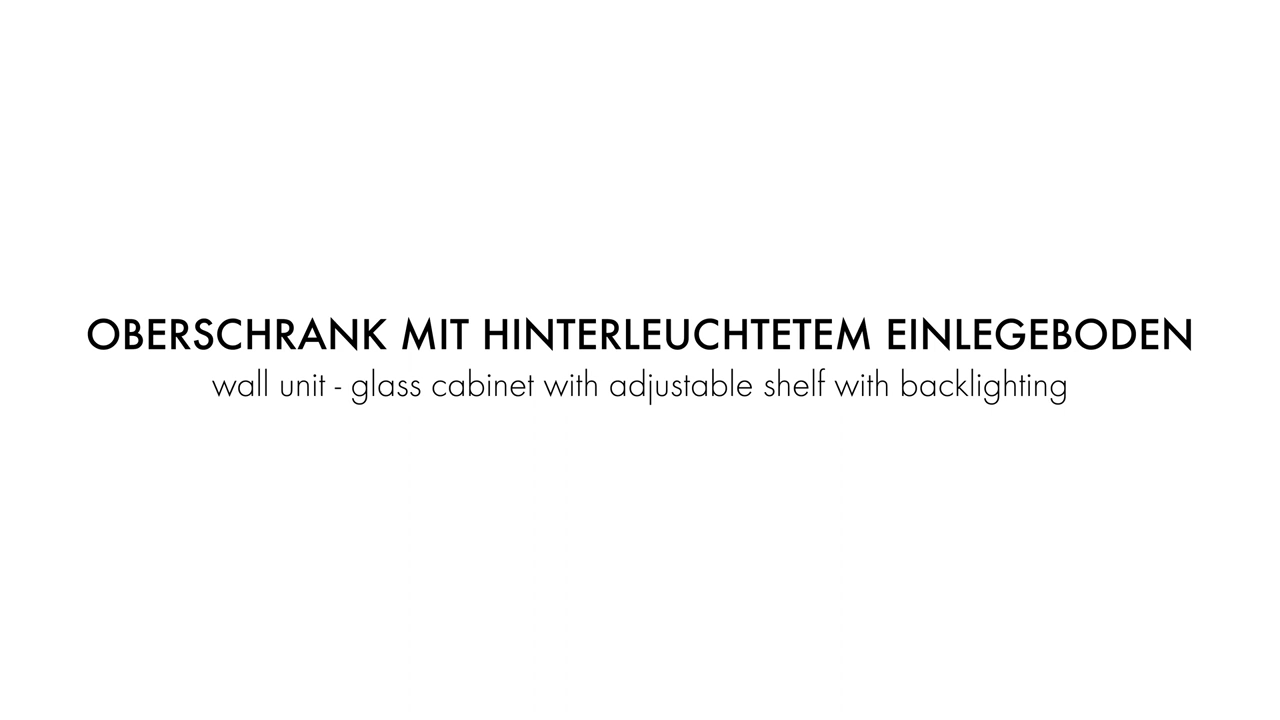 OBERSCHRANK MIT HINTERLEUCHTETEM EINLEGEBODEN
wall unit - glass cabinet with adjustable shelf with backlighting